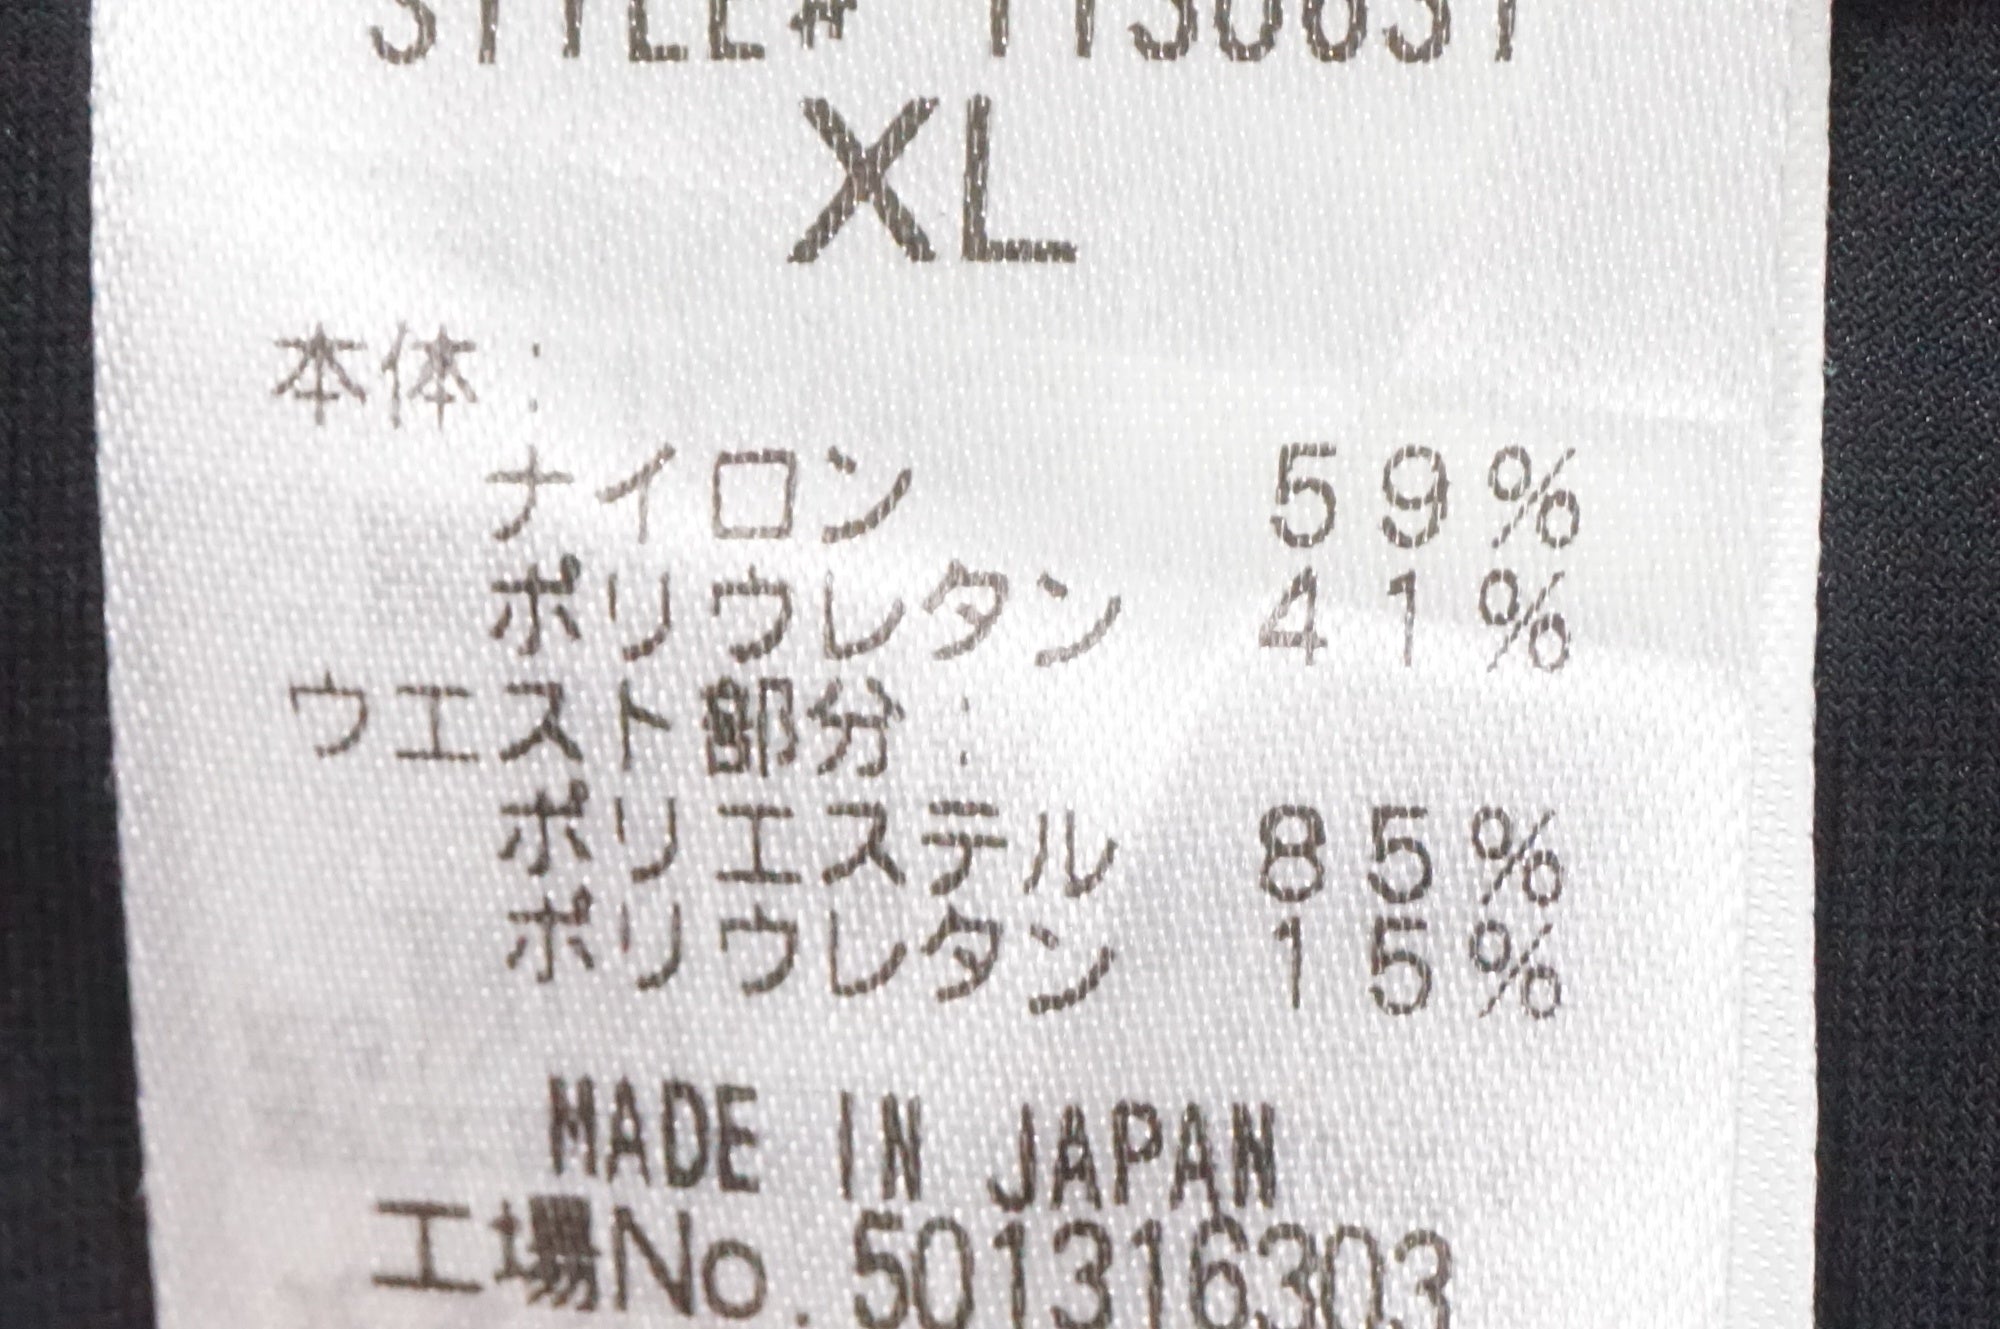 STYLE#
XL
本体:
ナイロン 59%
ポリウレタン 41%
ウエスト部分:
ポリエステル 85%
ポリウレタン 15%
MADE IN JAPAN
工場No. 501316303